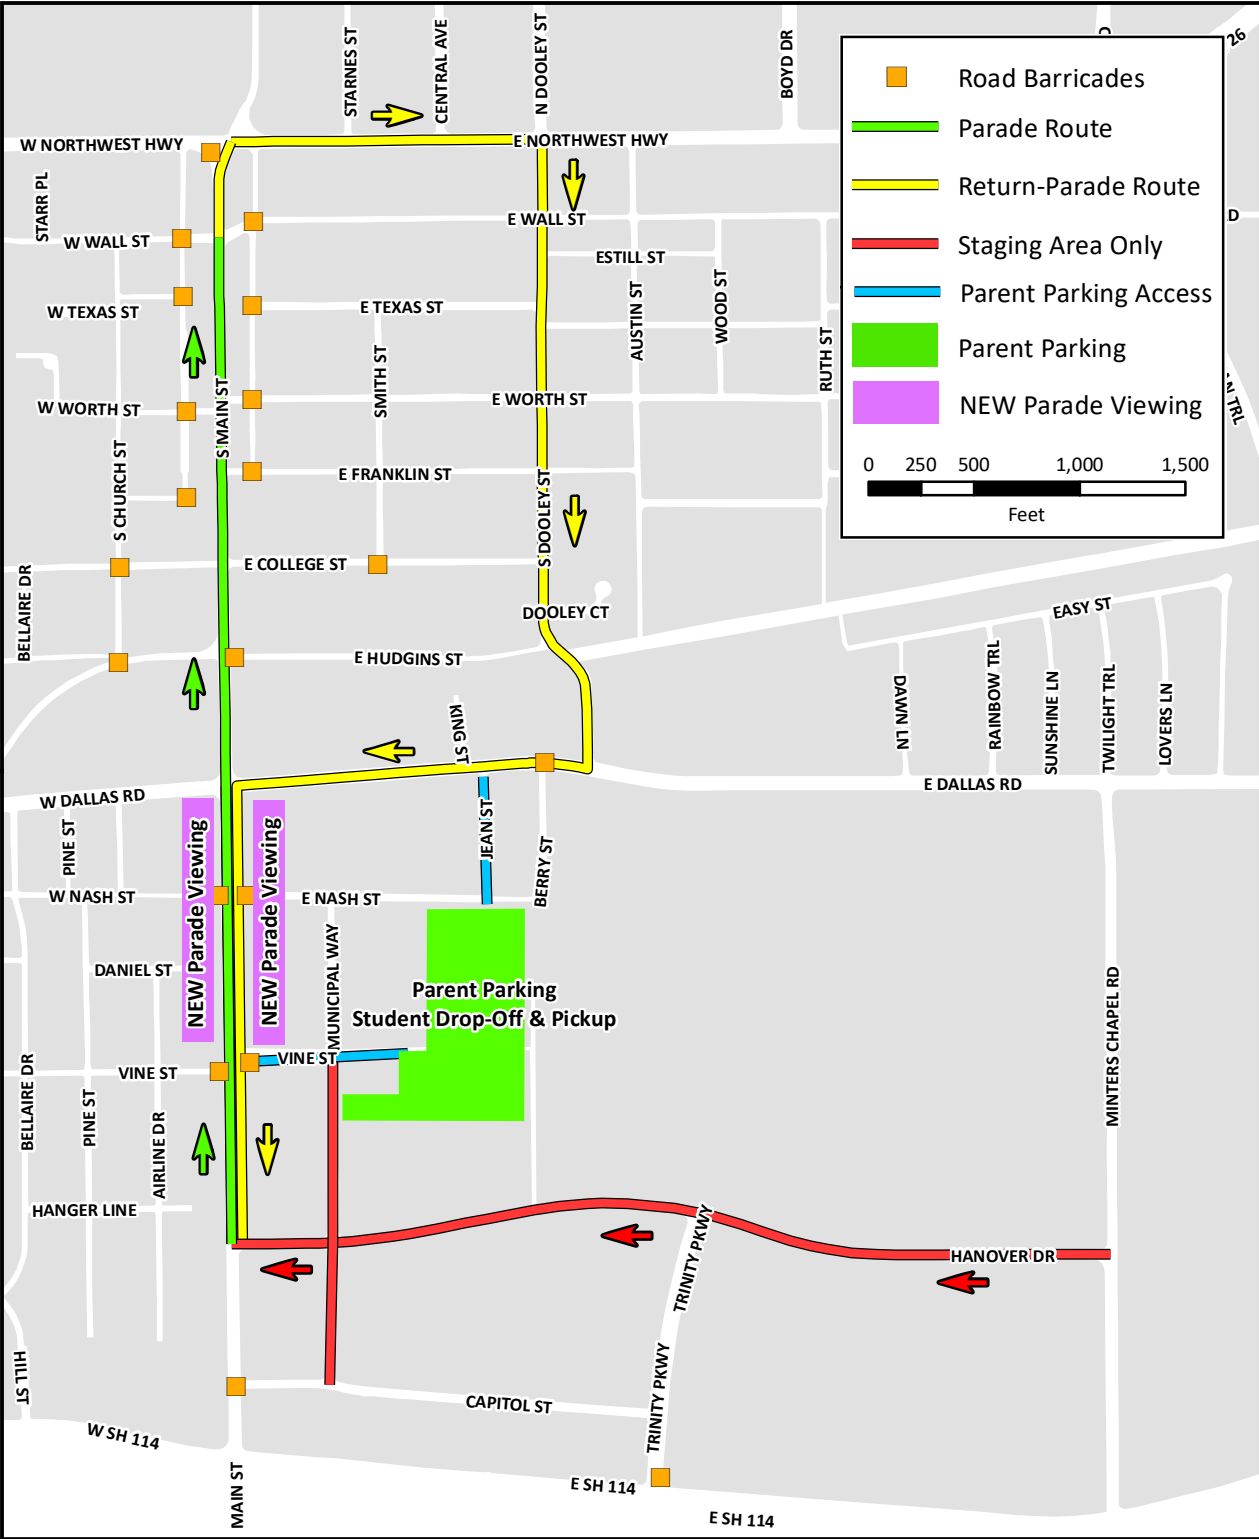 STARNES ST
CENTRAL AVE
N DOOLEY ST
BOYD DR
26
W NORTHWEST HWY
E NORTHWEST HWY
STARR PL
W WALL ST
E WALL ST
ESTILL ST
W TEXAS ST
E TEXAS ST
AUSTIN ST
WOOD ST
RUTH ST
SMITH ST
S MAIN ST
W WORTH ST
E WORTH ST
S CHURCH ST
E FRANKLIN ST
S DOOLEY ST
E COLLEGE ST
BELLAIRE DR
DOOLEY CT
E HUDGINS ST
EASY ST
DAWN LN
RAINBOW TRL
SUNSHINE LN
TWILIGHT TRL
LOVERS LN
KING ST
W DALLAS RD
E DALLAS RD
PINE ST
JEAN ST
BERRY ST
NEW Parade Viewing
NEW Parade Viewing
W NASH ST
E NASH ST
MUNICIPAL WAY
DANIEL ST
Parent Parking
Student Drop-Off & Pickup
VINE ST
VINE ST
BELLAIRE DR
PINE ST
AIRLINE DR
MINTERS CHAPEL RD
HANGER LINE
TRINITY PKWY
HANOVER DR
HILL ST
CAPITOL ST
TRINITY PKWY
W SH 114
MAIN ST
E SH 114
E SH 114
Road Barricades
Parade Route
Return-Parade Route
Staging Area Only
Parent Parking Access
Parent Parking
NEW Parade Viewing
0 250 500 1,000 1,500
Feet